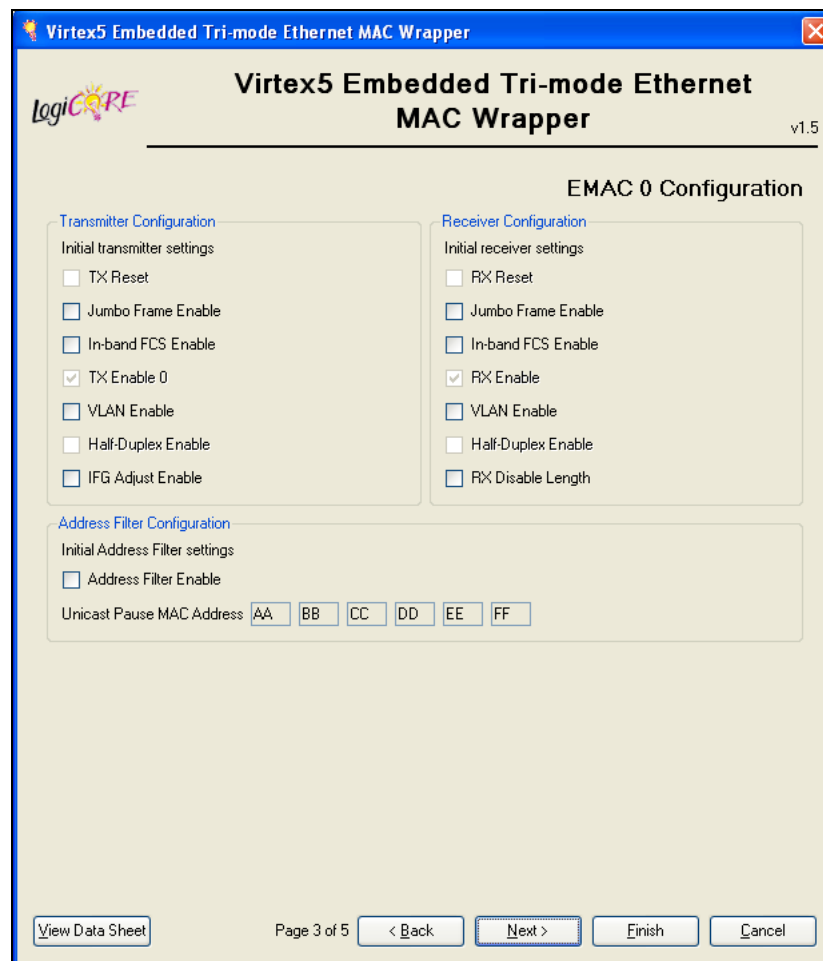 Virtex5 Embedded Tri-mode Ethernet MAC Wrapper
LogiCORE
Virtex5 Embedded Tri-mode Ethernet
MAC Wrapper
v1.5
EMAC 0 Configuration
Transmitter Configuration
Initial transmitter settings
TX Reset
Jumbo Frame Enable
In-band FCS Enable
TX Enable 0
VLAN Enable
Half-Duplex Enable
IFG Adjust Enable
Receiver Configuration
Initial receiver settings
RX Reset
Jumbo Frame Enable
In-band FCS Enable
RX Enable
VLAN Enable
Half-Duplex Enable
RX Disable Length
Address Filter Configuration
Initial Address Filter settings
Address Filter Enable
Unicast Pause MAC Address AA BB CC DD EE FF
View Data Sheet Page 3 of 5 < Back Next > Finish Cancel